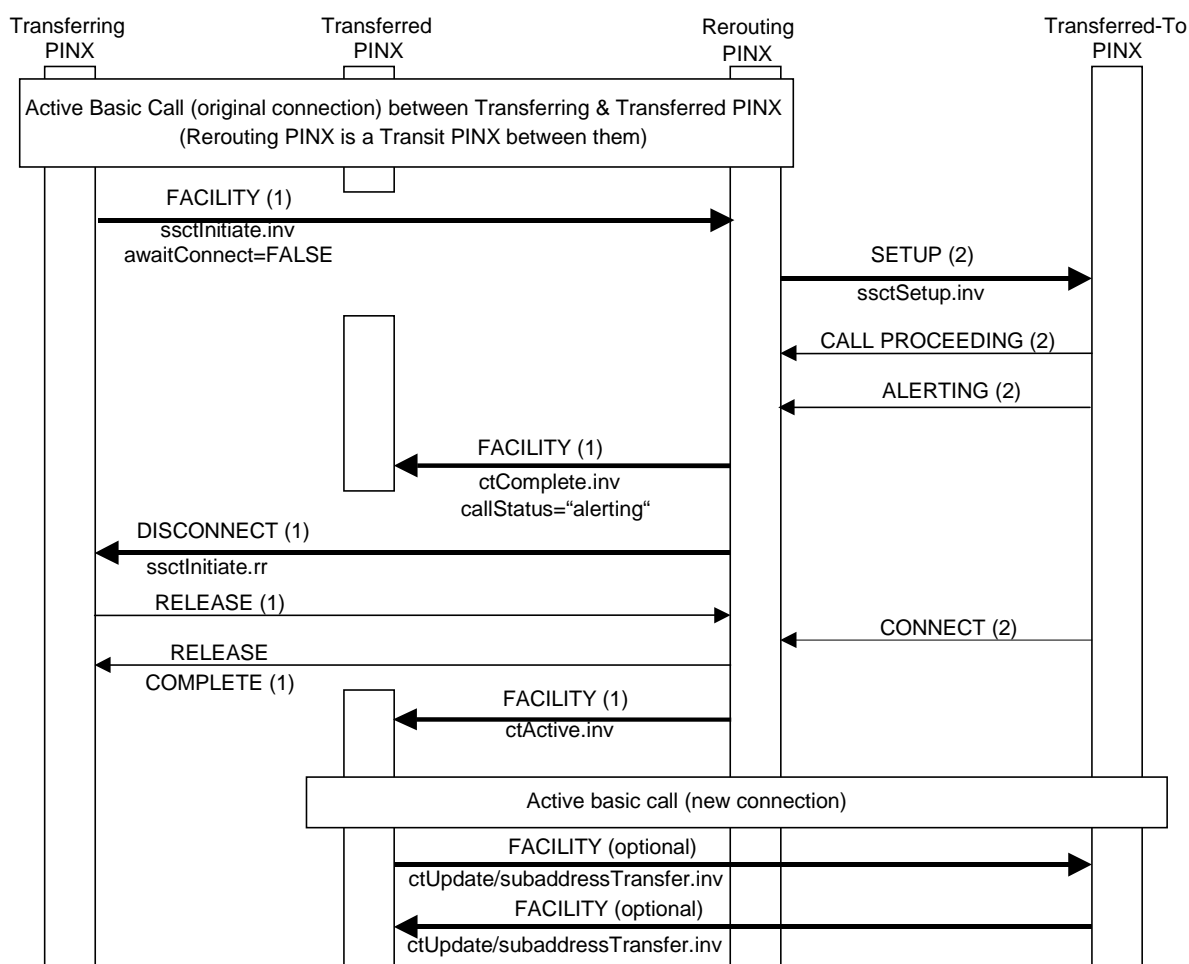 Transferring
PINX
Transferred
PINX
Rerouting
PINX
Transferred-To
PINX
Active Basic Call (original connection) between Transferring & Transferred PINX
(Rerouting PINX is a Transit PINX between them)
FACILITY (1)
ssctInitiate.inv
awaitConnect=FALSE
SETUP (2)
ssctSetup.inv
CALL PROCEEDING (2)
ALERTING (2)
FACILITY (1)
ctComplete.inv
callStatus=“alerting“
DISCONNECT (1)
ssctInitiate.rr
RELEASE (1)
CONNECT (2)
RELEASE
COMPLETE (1)
FACILITY (1)
ctActive.inv
Active basic call (new connection)
FACILITY (optional)
ctUpdate/subaddressTransfer.inv
FACILITY (optional)
ctUpdate/subaddressTransfer.inv